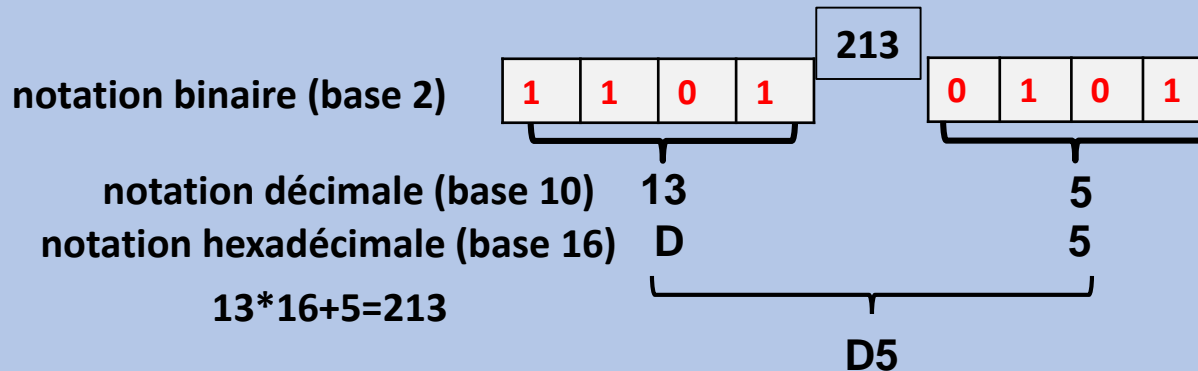 213
notation binaire (base 2) 1 1 0 1 0 1 0 1
notation décimale (base 10) 13 5
notation hexadécimale (base 16) D 5
13*16+5=213
D5